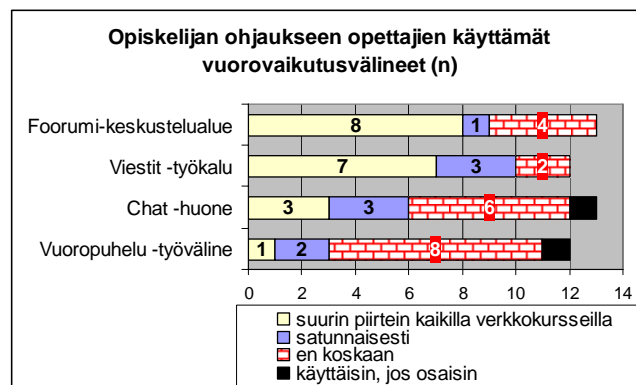 Opiskelijan ohjaukseen opettajien käyttämät
vuorovaikutusvälineet (n)
Foorumi-keskustelualue 8 1 4
Viestit -työkalu 7 3 2
Chat -huone 3 3 6
Vuoropuhelu -työväline 1 2 8
0 2 4 6 8 10 12 14
suurin piirtein kaikilla verkkokursseilla
satunnaisesti
en koskaan
käyttäisin, jos osaisin